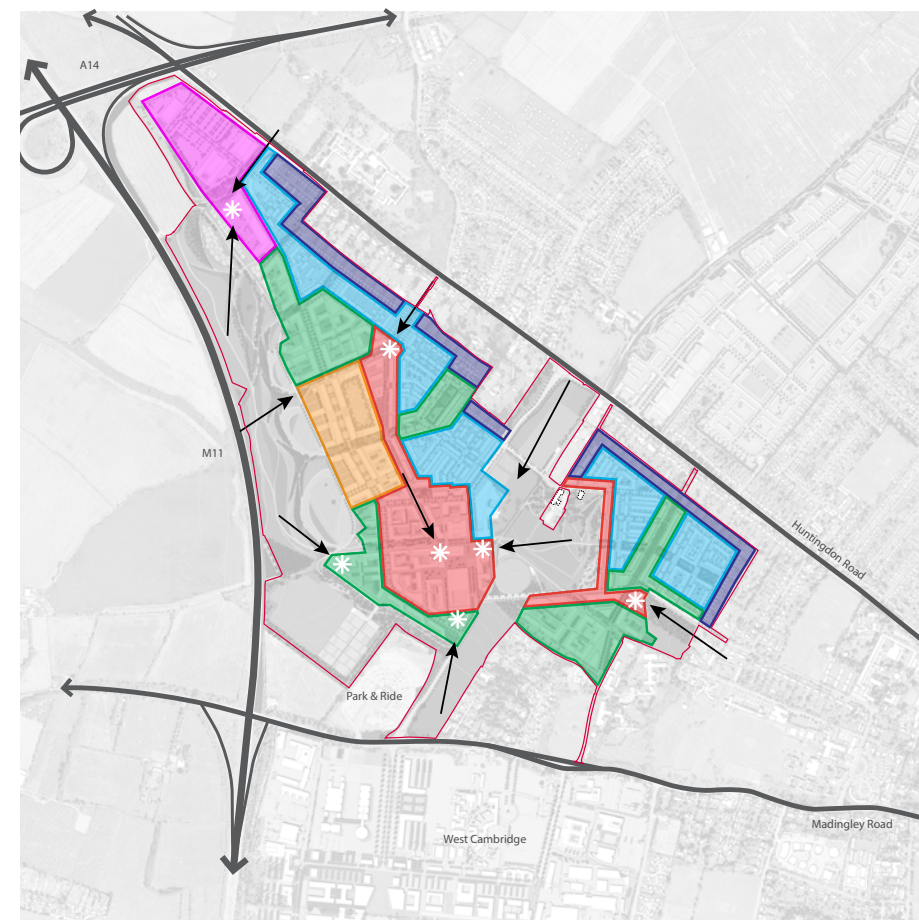 A14
M11
Huntingdon Road
Park & Ride
Madingley Road
West Cambridge